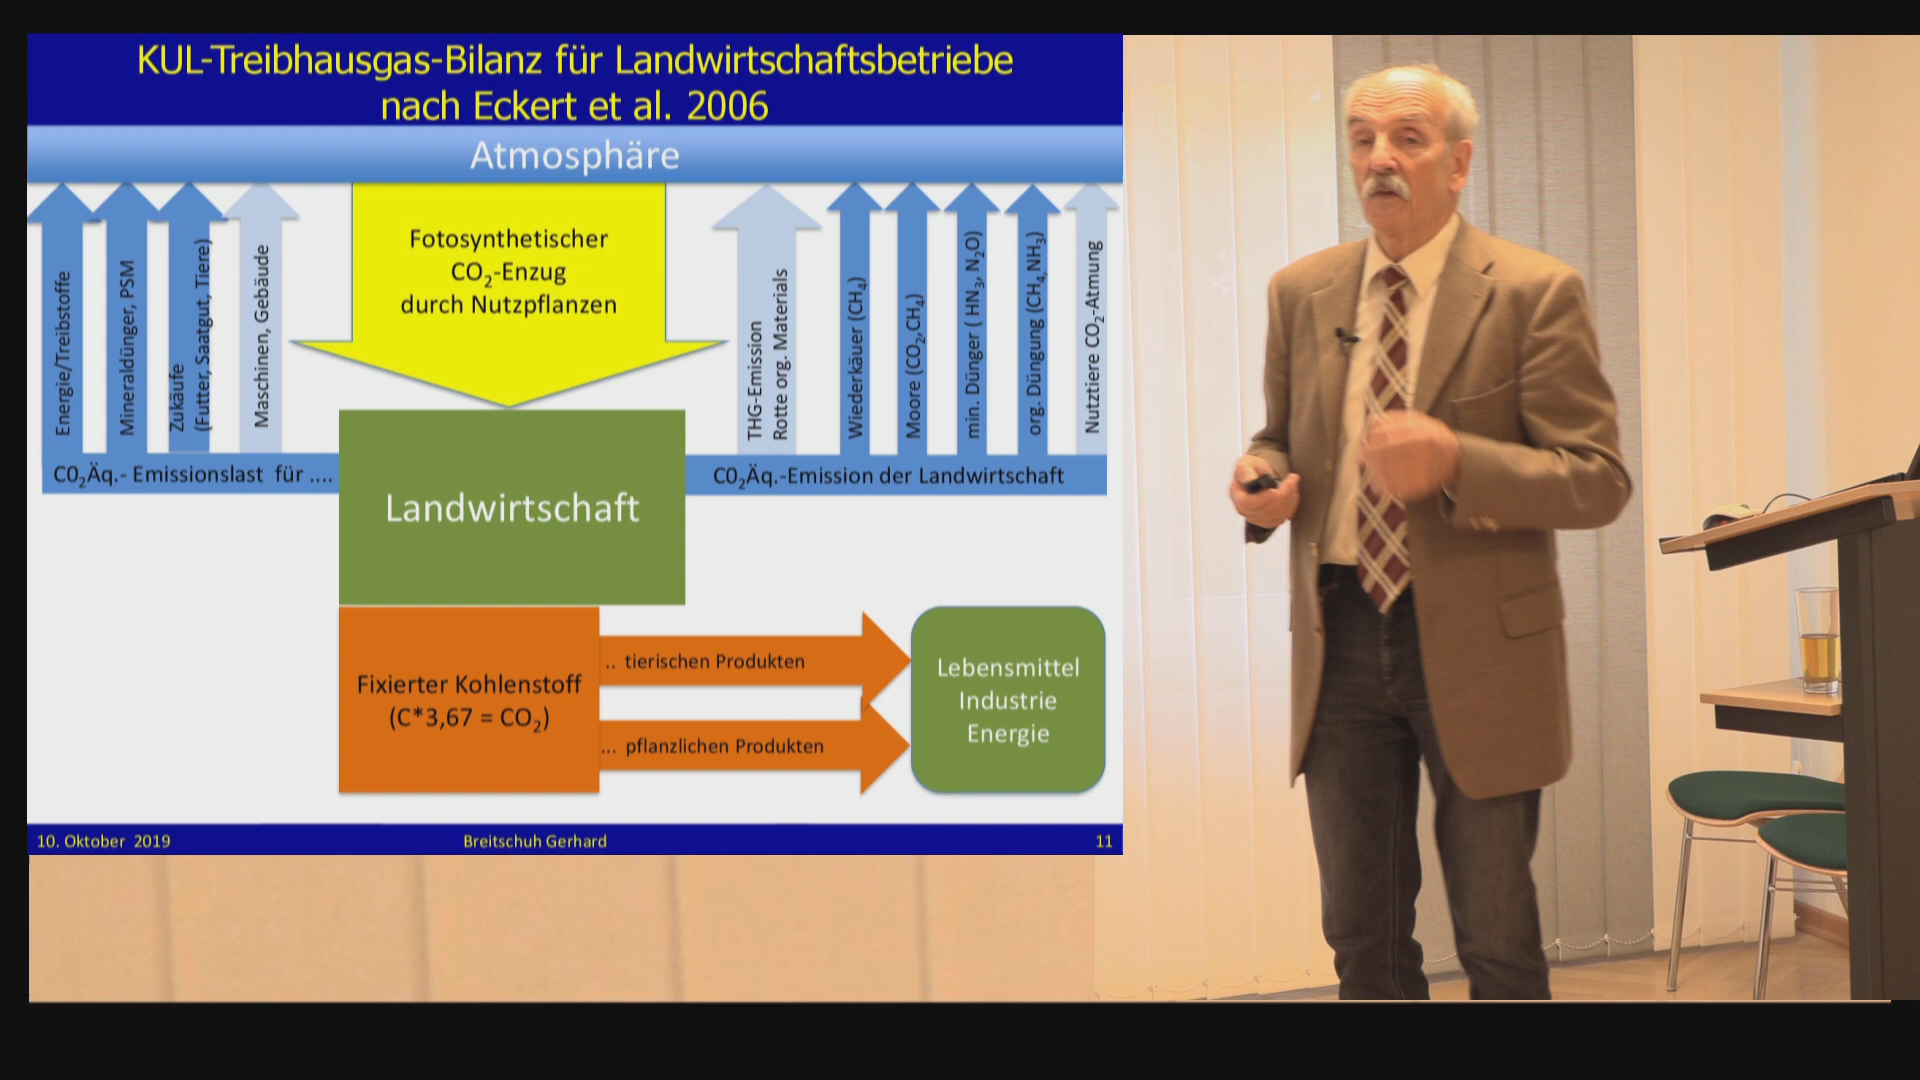 KUL-Treibhausgas-Bilanz für Landwirtschaftsbetriebe
nach Eckert et al. 2006
Atmosphäre
Energie/Treibstoffe
Mineraldünger, PSM
Zukäufe
(Futter, Saatgut, Tiere)
Maschinen, Gebäude
Fotosynthetischer
CO₂-Enzug
durch Nutzpflanzen
THG-Emission
Rotte org. Materials
Wiederkäuer (CH₄)
Moore (CO₂,CH₄)
min. Dünger ( HN₃, N₂O)
org. Düngung (CH₄, NH₃)
Nutztiere CO₂-Atmung
C0₂Äq.- Emissionslast für ....
C0₂Äq.-Emission der Landwirtschaft
Landwirtschaft
Fixierter Kohlenstoff
(C*3,67 = CO₂)
.. tierischen Produkten
... pflanzlichen Produkten
Lebensmittel
Industrie
Energie
10. Oktober 2019
Breitschuh Gerhard
11